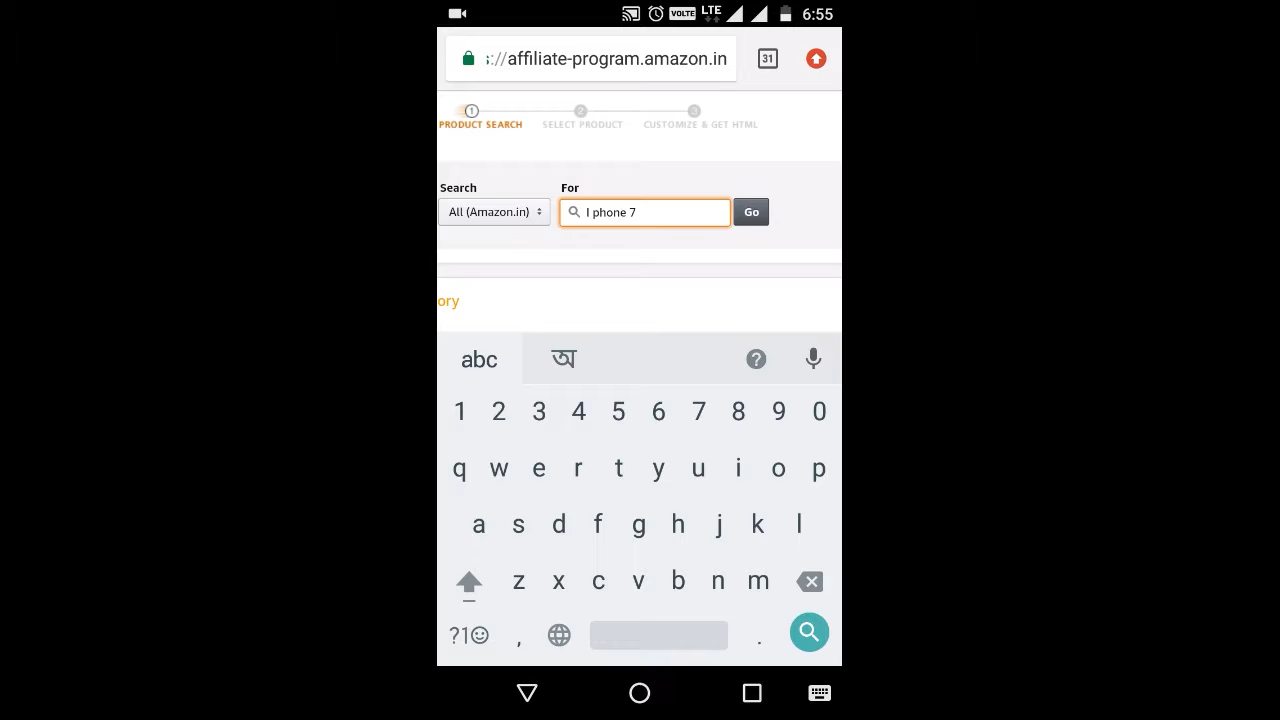 VOLTE LTE 6:55
://affiliate-program.amazon.in 31
1 2 3
PRODUCT SEARCH SELECT PRODUCT CUSTOMIZE & GET HTML
Search For
All (Amazon.in) I phone 7 Go
ory
abc অ ?
1 2 3 4 5 6 7 8 9 0
q w e r t y u i o p
a s d f g h j k l
z x c v b n m
?1☺ , .